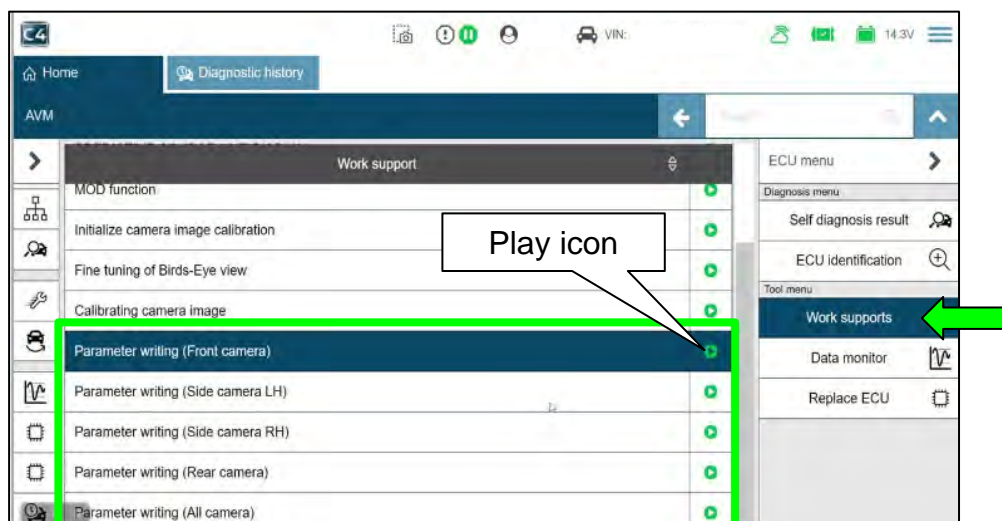 C4
VIN:
14.3V
Home
Diagnostic history
AVM
Work support
MOD function
Initialize camera image calibration
Fine tuning of Birds-Eye view
Calibrating camera image
Parameter writing (Front camera)
Parameter writing (Side camera LH)
Parameter writing (Side camera RH)
Parameter writing (Rear camera)
Parameter writing (All camera)
Play icon
ECU menu
Diagnosis menu
Self diagnosis result
ECU identification
Tool menu
Work supports
Data monitor
Replace ECU